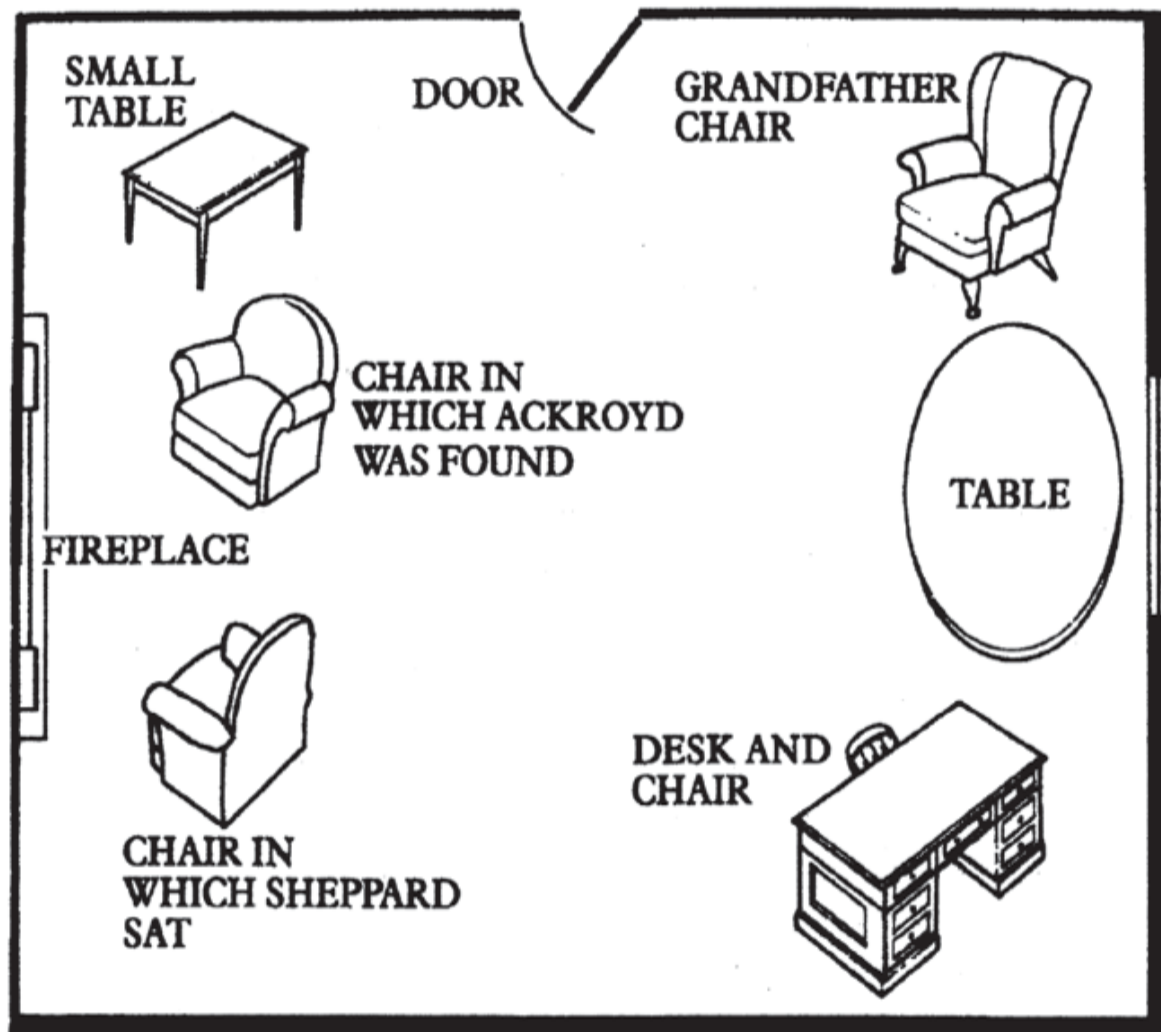 SMALL
TABLE
DOOR
GRANDFATHER
CHAIR
CHAIR IN
WHICH ACKROYD
WAS FOUND
TABLE
FIREPLACE
CHAIR IN
WHICH SHEPPARD
SAT
DESK AND
CHAIR